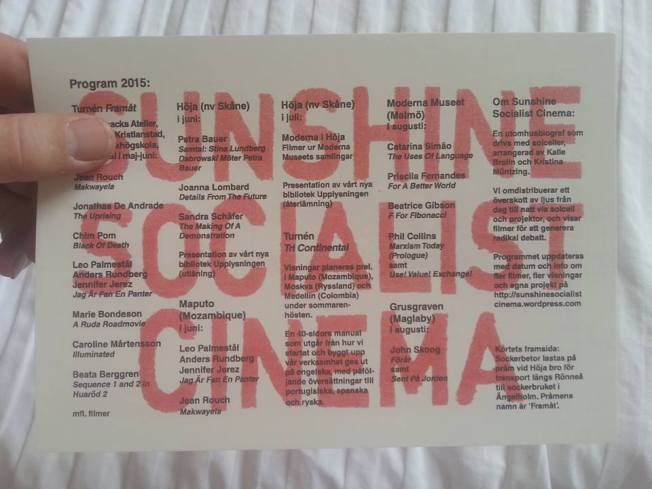 SUNSHINE
SOCIALIST
CINEMA
Program 2015:
Turnén Framåt
acks Atelier,
Kristianstad,
xhögskola,
l i maj-juni:
Jean Rouch
Makwayela
Jonathas De Andrade
The Uprising
Chim Pom
Black Of Death
Leo Palmestål
Anders Rundberg
Jennifer Jerez
Jag Är Fan En Panter
Marie Bondeson
A Ruda Roadmovie
Caroline Mårtensson
Illuminated
Beata Berggren
Sequence 1 and 2 in
Huaröd 2
mfl. filmer
Höja (nv Skåne)
i juni:
Petra Bauer
Samtal: Stina Lundberg
Dabrowski Möter Petra
Bauer
Joanna Lombard
Details From The Future
Sandra Schäfer
The Making Of A
Demonstration
Presentation av vårt nya
bibliotek Upplysningen
(utlåning)
Maputo
(Mozambique)
i juni:
Leo Palmestål
Anders Rundberg
Jennifer Jerez
Jag Är Fan En Panter
Jean Rouch
Makwayela
Höja (nv Skåne)
i juli:
Moderna i Höja
Filmer ur Moderna
Museets samlingar
Presentation av vårt nya
bibliotek Upplysningen
(återlämning)
Turnén
Tri Continental
Visningar planeras prel.
i Maputo (Mozambique),
Moskva (Ryssland) och
Medellin (Colombia)
under sommaren-
hösten.
En 40-sidors manual
som utgår från hur vi
startat och byggt upp
vår verksamhet ges ut
på engelska, med påföl-
jande översättningar till
portugisiska, spanska
och ryska.
Moderna Museet
(Malmö)
i augusti:
Catarina Simão
The Uses Of Language
Priscila Fernandes
For A Better World
Beatrice Gibson
F For Fibonacci
Phil Collins
Marxism Today
(Prologue)
samt
Use! Value! Exchange!
Grusgraven
(Maglaby)
i augusti:
John Skoog
Förår
samt
Sent På Jorden
Om Sunshine
Socialist Cinema:
En utomhusbiograf som
drivs med solceller,
arrangerad av Kalle
Brolin och Kristina
Müntzing.
Vi omdistribuerar ett
överskott av ljus från
dag till natt via solcell
och projektor, och visar
filmer för att generera
radikal debatt.
Programmet uppdateras
med datum och info om
fler filmer, fler visningar
och egna projekt på
http://sunshinesocialist
cinema.wordpress.com
Kortets framsida:
Sockerbetor lastas på
pråm vid Höja bro för
transport längs Rönneå
till sockerbruket i
Ängelholm. Pråmens
namn är 'Framåt'.